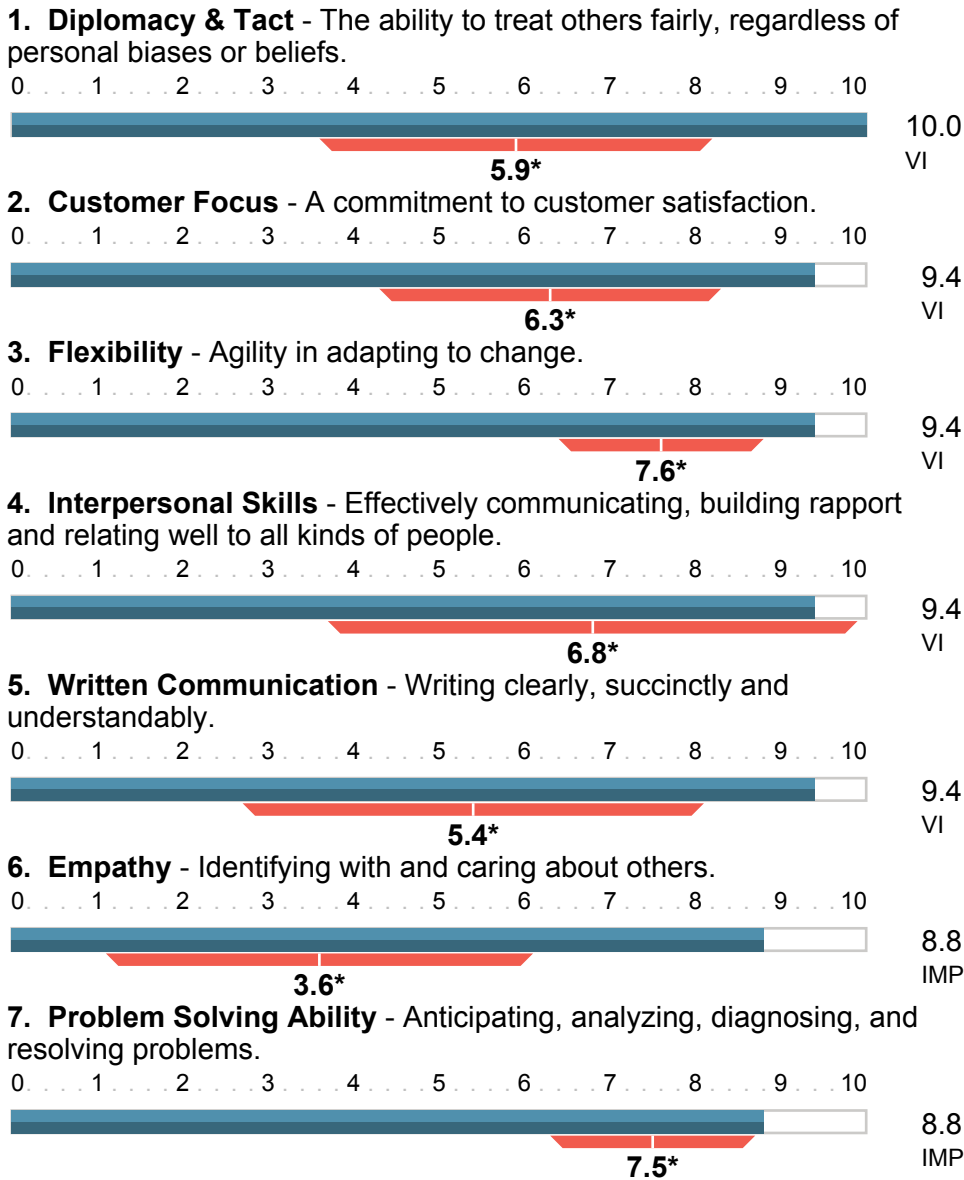 1. Diplomacy & Tact - The ability to treat others fairly, regardless of
personal biases or beliefs.
0. . . . 1 . . . . 2 . . . . 3 . . . . 4 . . . . 5 . . . . 6 . . . . 7 . . . . 8 . . . . 9 . . . 10
10.0
VI
5.9*
2. Customer Focus - A commitment to customer satisfaction.
0. . . . 1 . . . . 2 . . . . 3 . . . . 4 . . . . 5 . . . . 6 . . . . 7 . . . . 8 . . . . 9 . . . 10
9.4
VI
6.3*
3. Flexibility - Agility in adapting to change.
0. . . . 1 . . . . 2 . . . . 3 . . . . 4 . . . . 5 . . . . 6 . . . . 7 . . . . 8 . . . . 9 . . . 10
9.4
VI
7.6*
4. Interpersonal Skills - Effectively communicating, building rapport
and relating well to all kinds of people.
0. . . . 1 . . . . 2 . . . . 3 . . . . 4 . . . . 5 . . . . 6 . . . . 7 . . . . 8 . . . . 9 . . . 10
9.4
VI
6.8*
5. Written Communication - Writing clearly, succinctly and
understandably.
0. . . . 1 . . . . 2 . . . . 3 . . . . 4 . . . . 5 . . . . 6 . . . . 7 . . . . 8 . . . . 9 . . . 10
9.4
VI
5.4*
6. Empathy - Identifying with and caring about others.
0. . . . 1 . . . . 2 . . . . 3 . . . . 4 . . . . 5 . . . . 6 . . . . 7 . . . . 8 . . . . 9 . . . 10
8.8
IMP
3.6*
7. Problem Solving Ability - Anticipating, analyzing, diagnosing, and
resolving problems.
0. . . . 1 . . . . 2 . . . . 3 . . . . 4 . . . . 5 . . . . 6 . . . . 7 . . . . 8 . . . . 9 . . . 10
8.8
IMP
7.5*